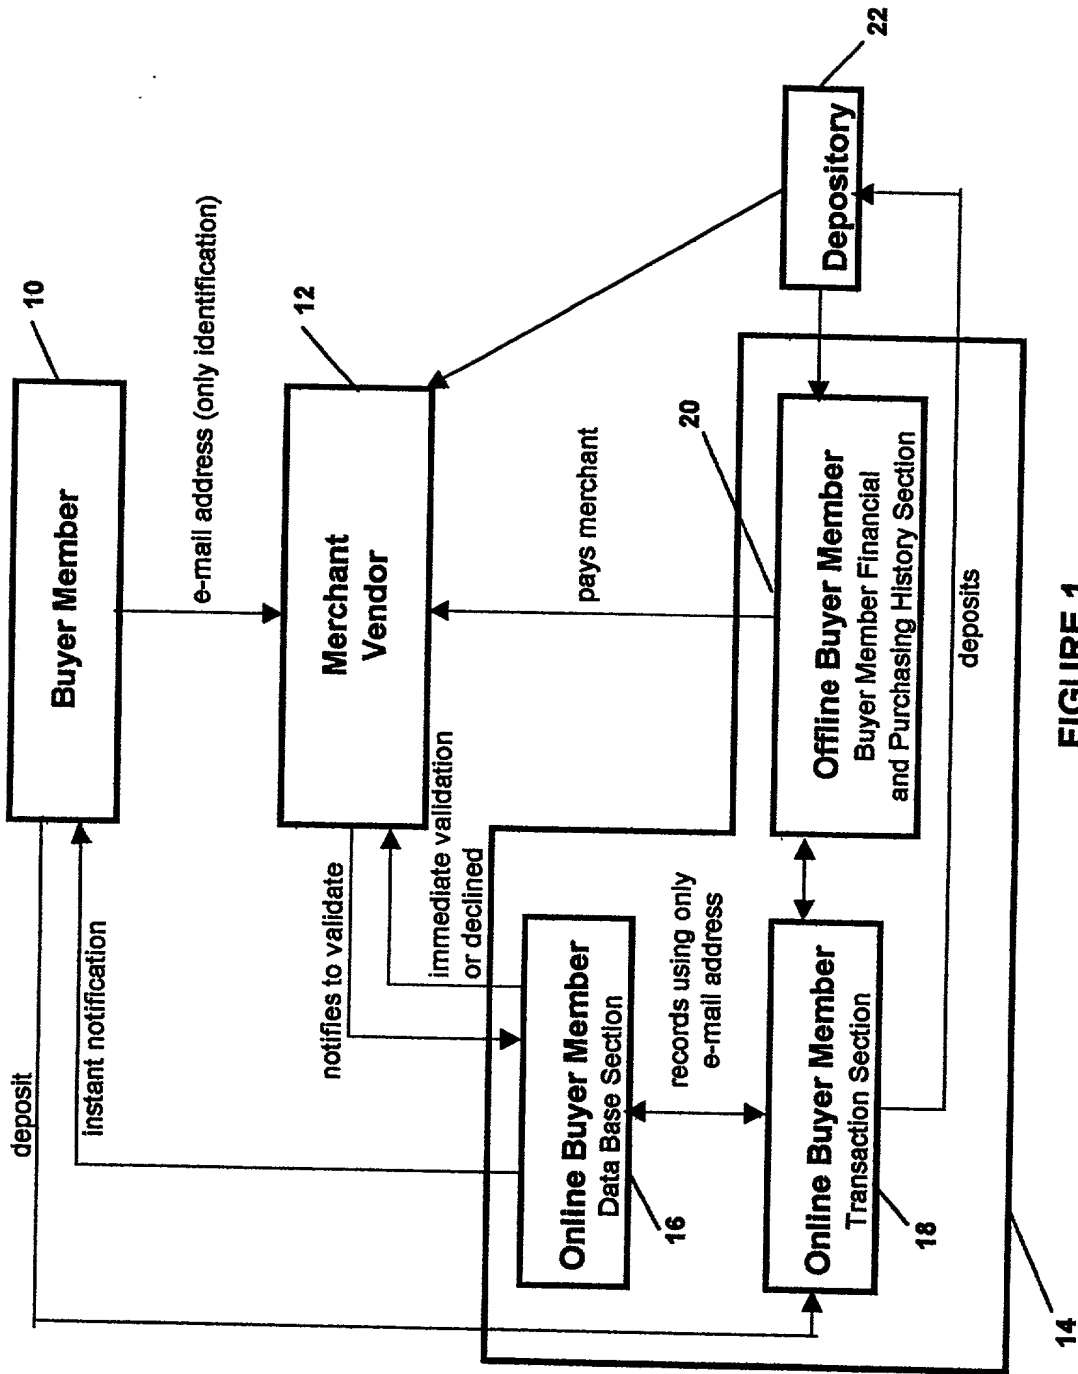 10
Buyer Member
e-mail address (only identification)
deposit
instant notification
12
Merchant
Vendor
notifies to validate
immediate validation
or declined
pays merchant
22
Depository
20
Offline Buyer Member
Buyer Member Financial
and Purchasing History Section
Online Buyer Member
Data Base Section
16
records using only
e-mail address
Online Buyer Member
Transaction Section
18
deposits
14
FIGURE 1